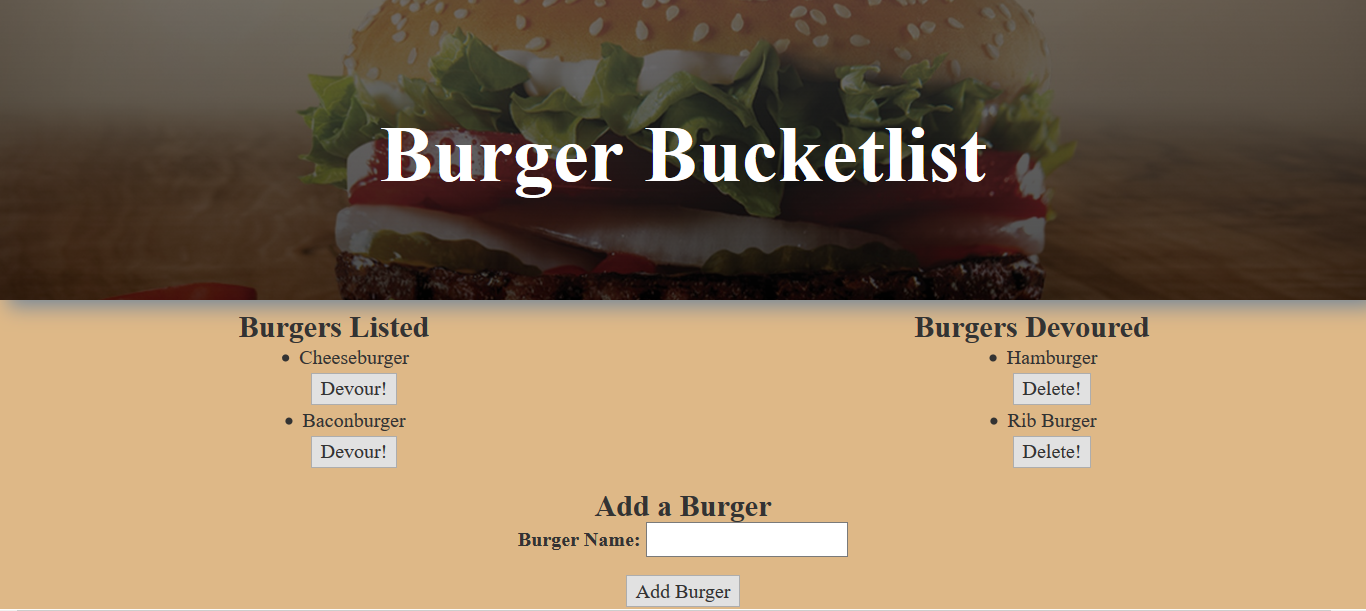 Burger Bucketlist
Burgers Listed
Cheeseburger
Devour!
Baconburger
Devour!
Burgers Devoured
Hamburger
Delete!
Rib Burger
Delete!
Add a Burger
Burger Name:
Add Burger